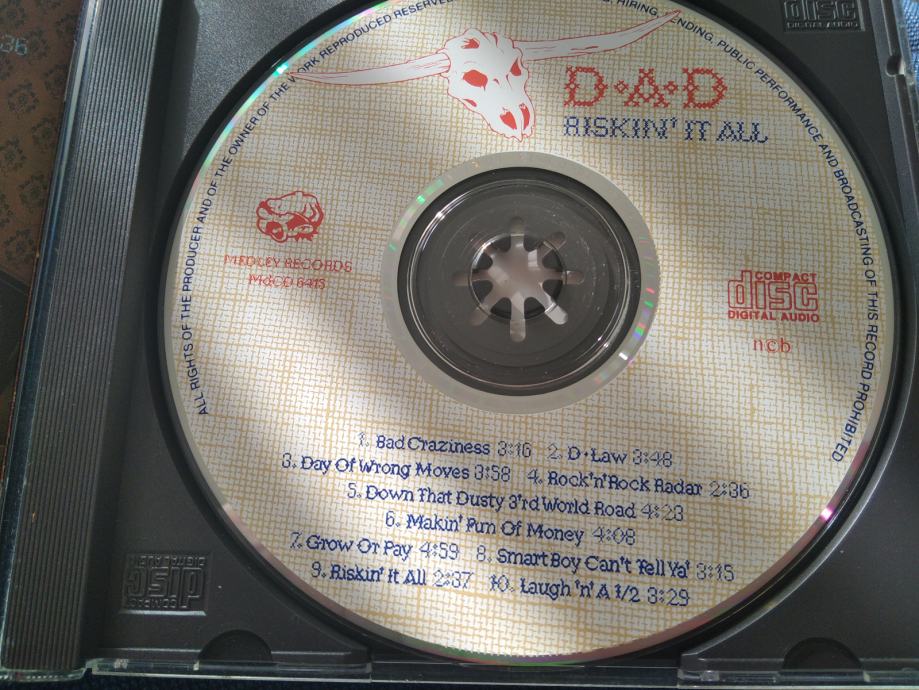 ALL RIGHTS OF THE PRODUCER AND OF THE OWNER OF THE WORK REPRODUCED RESERVED
HIRING, LENDING, PUBLIC PERFORMANCE AND BROADCASTING OF THIS RECORD PROHIBITED
disc
DIGITAL AUDIO
36
D·A·D
RISKIN' IT ALL
MEDLEY RECORDS
MdCD 6415
COMPACT
disc
DIGITAL AUDIO
ncb
1. Bad Craziness 3:16 2. D·Law 3:48
3. Day Of Wrong Moves 3:58 4. Rock'n'Rock Radar 2:36
5. Down That Dusty 3'rd World Road 4:23
6. Makin' Fun Of Money 4:08
7. Grow Or Pay 4:59 8. Smart Boy Can't Tell Ya' 3:15
9. Riskin' It All 2:37 10. Laugh 'n' A 1/2 3:29
disc